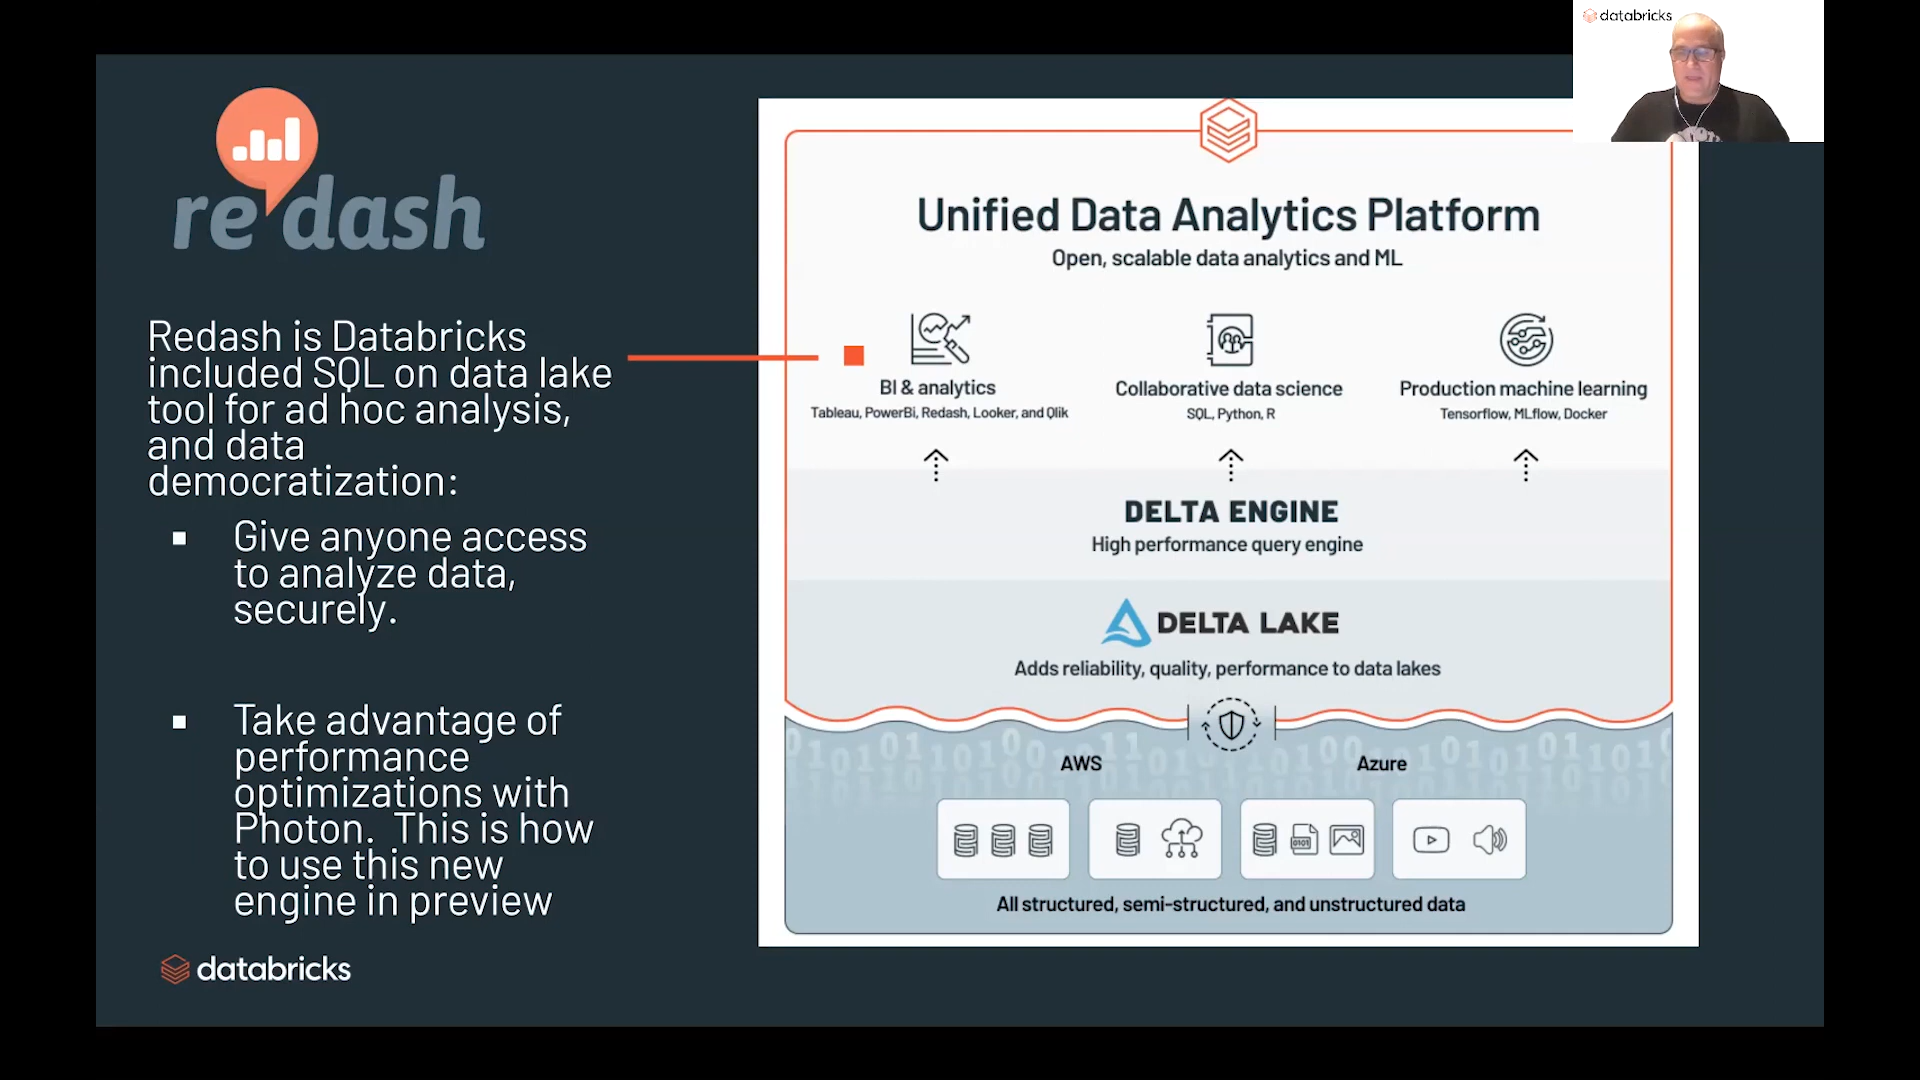 databricks
re dash
Redash is Databricks
included SQL on data lake
tool for ad hoc analysis,
and data
democratization:
Give anyone access
to analyze data,
securely.
Take advantage of
performance
optimizations with
Photon. This is how
to use this new
engine in preview
databricks
Unified Data Analytics Platform
Open, scalable data analytics and ML
BI & analytics
Tableau, PowerBi, Redash, Looker, and Qlik
Collaborative data science
SQL, Python, R
Production machine learning
Tensorflow, MLflow, Docker
DELTA ENGINE
High performance query engine
DELTA LAKE
Adds reliability, quality, performance to data lakes
AWS
Azure
0101
All structured, semi-structured, and unstructured data